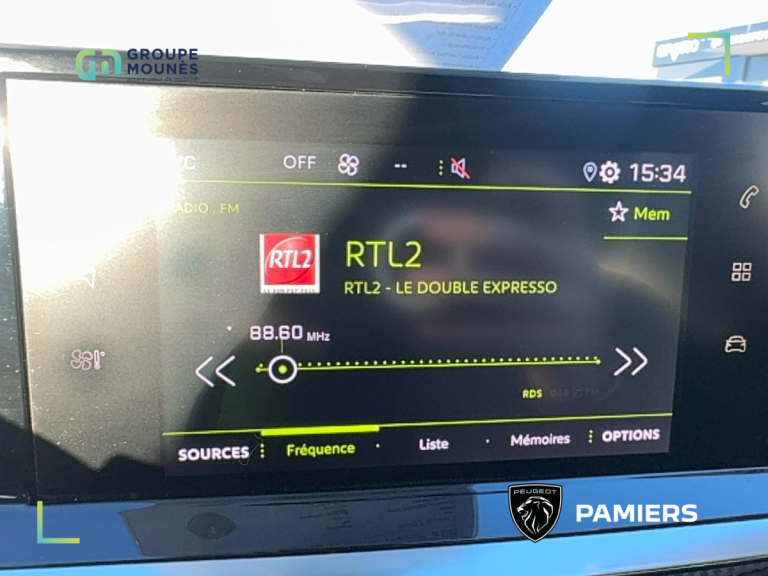 GROUPE
MOUNÈS
OFF -- 15:34
FM
Mem
RTL2
RTL2
RTL2 - LE DOUBLE EXPRESSO
88.60 MHz
RDS
SOURCES Fréquence Liste Mémoires OPTIONS
PEUGEOT
PAMIERS